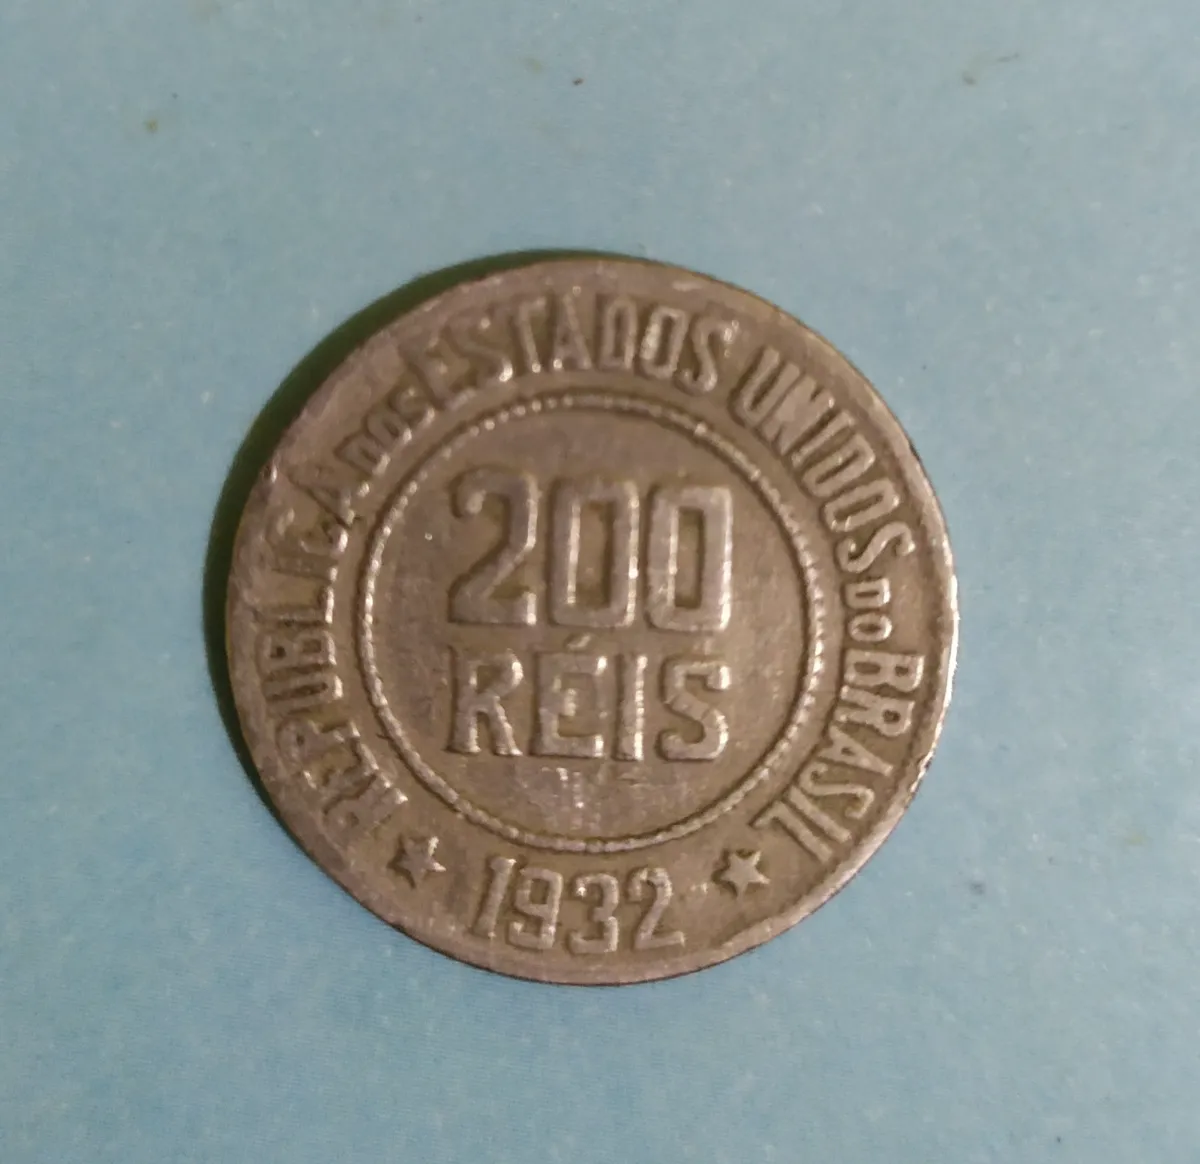 REPUBLICA DOS ESTADOS UNIDOS DO BRASIL
200
RÉIS
★ 1932 ★